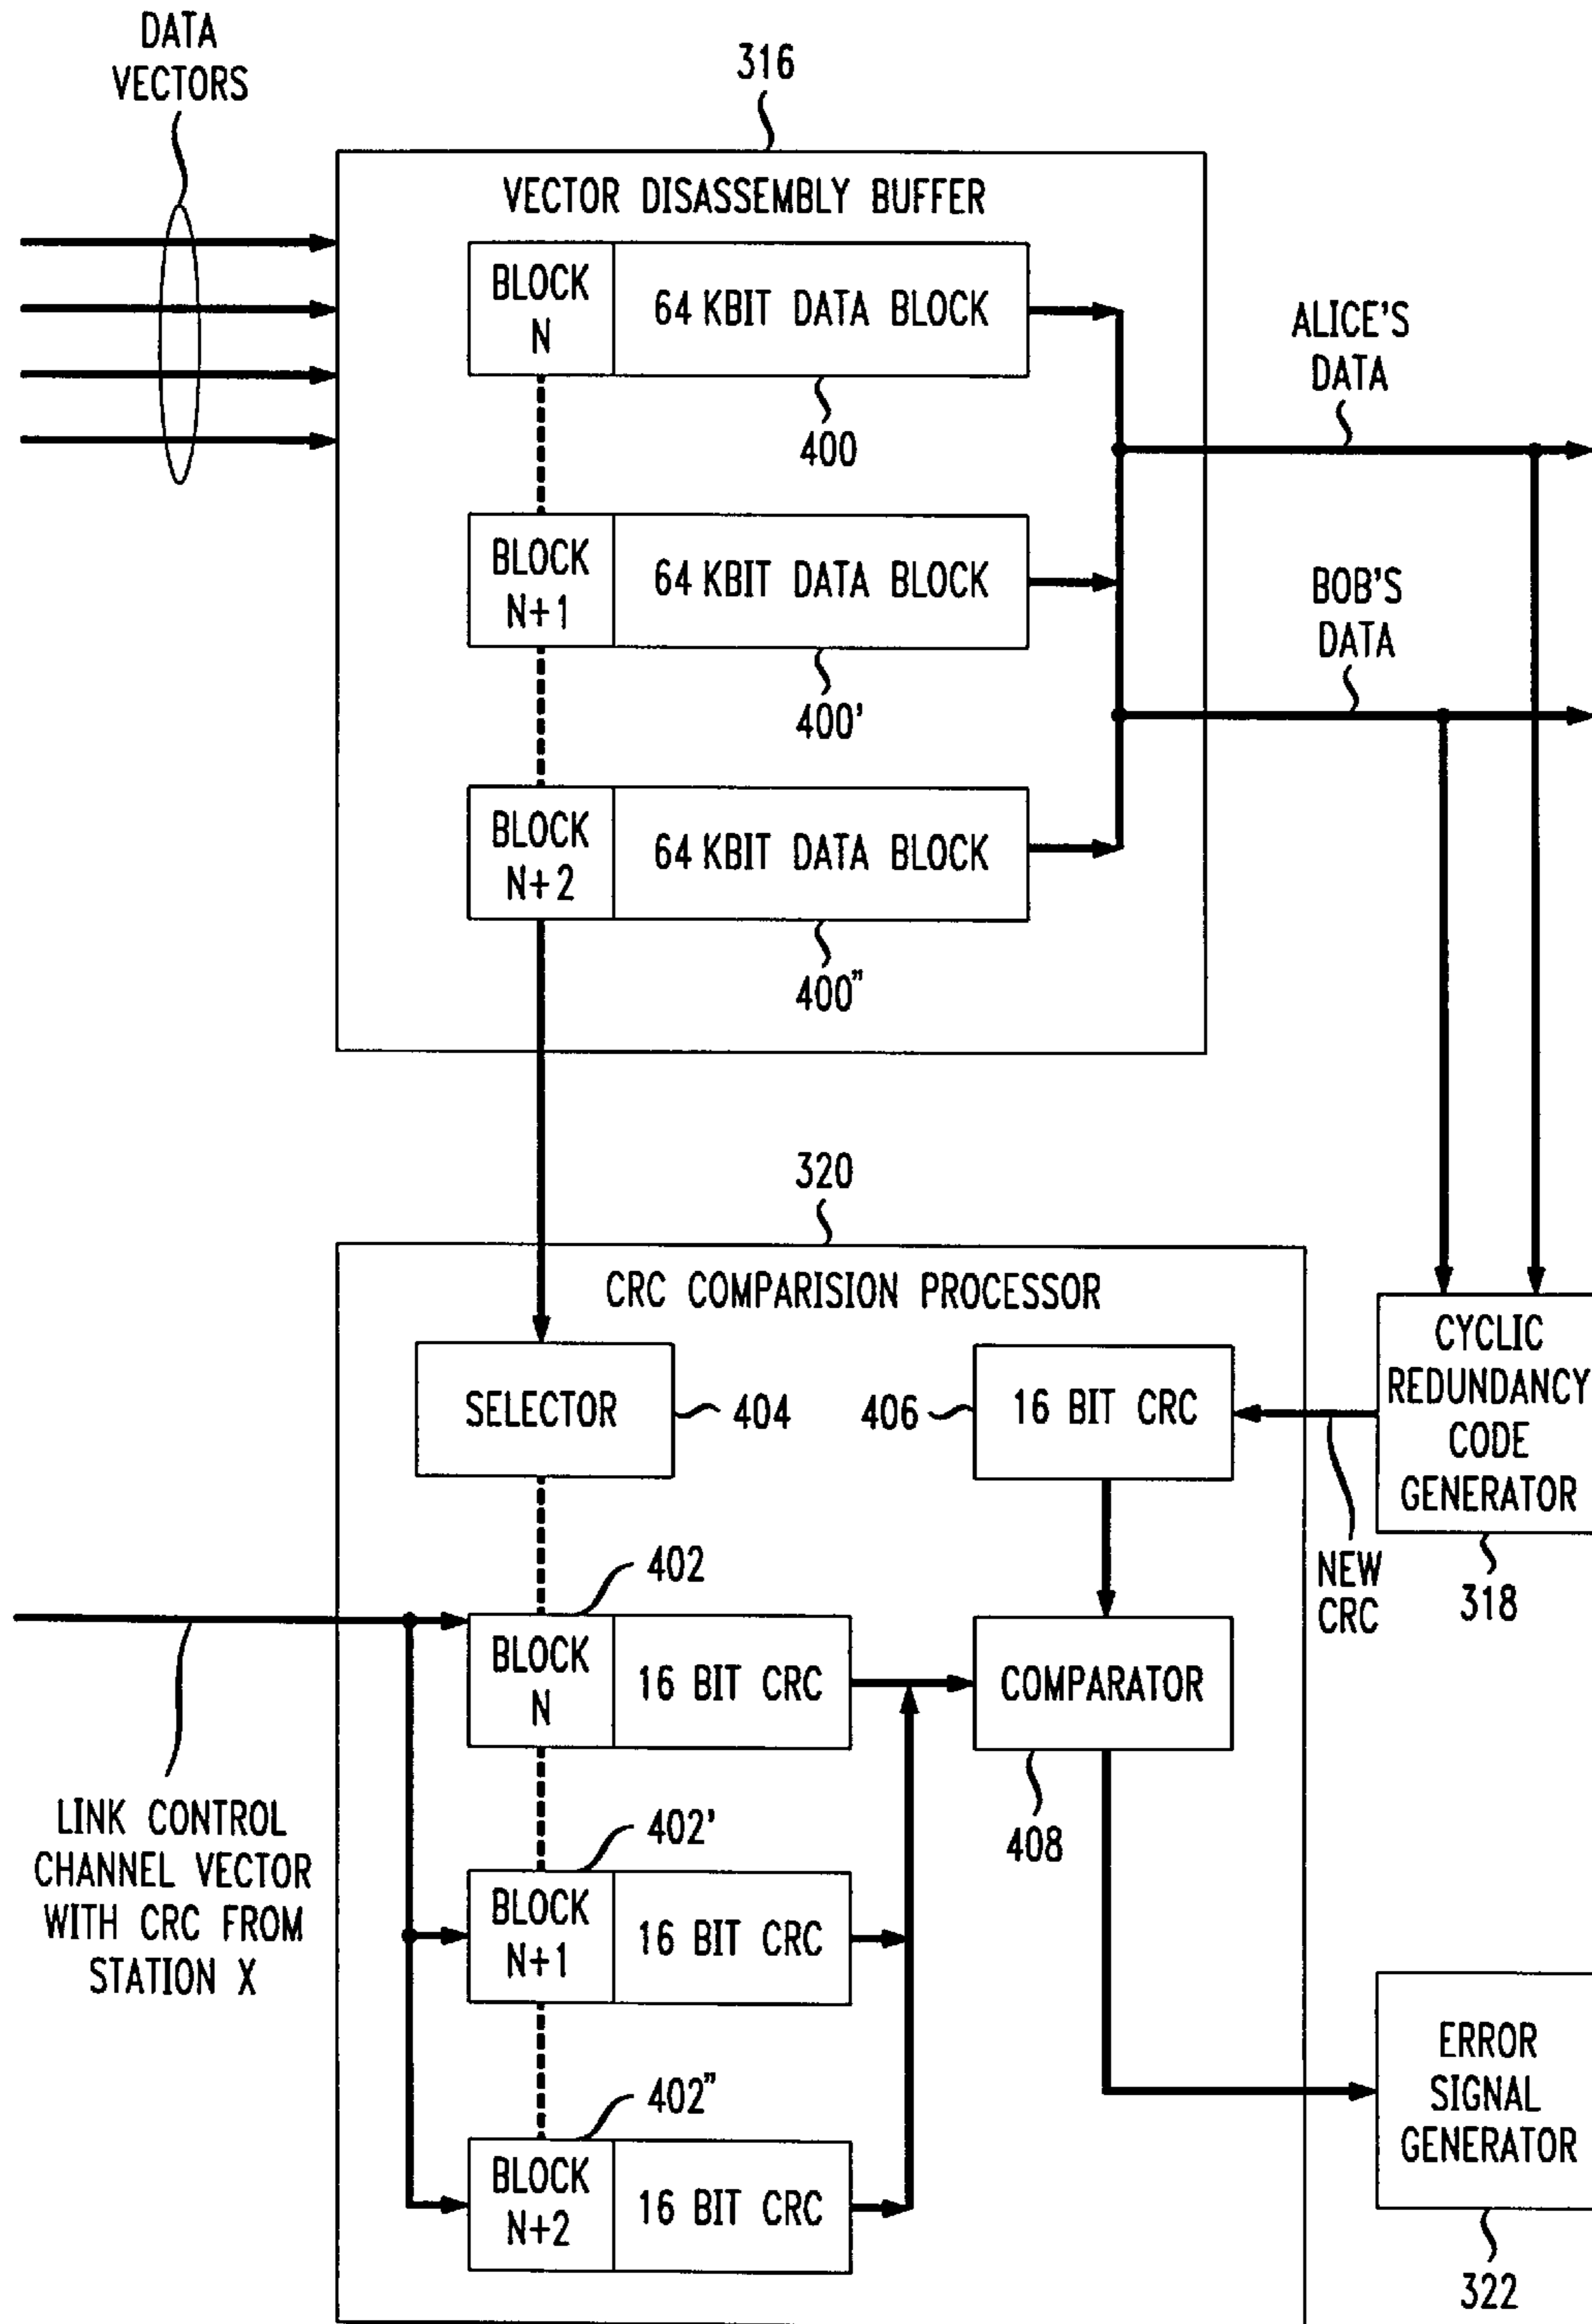 DATA
VECTORS
316
VECTOR DISASSEMBLY BUFFER
BLOCK
N
64 KBIT DATA BLOCK
400
BLOCK
N+1
64 KBIT DATA BLOCK
400'
BLOCK
N+2
64 KBIT DATA BLOCK
400"
ALICE'S
DATA
BOB'S
DATA
320
CRC COMPARISION PROCESSOR
SELECTOR
404
406
16 BIT CRC
CYCLIC
REDUNDANCY
CODE
GENERATOR
318
NEW
CRC
402
BLOCK
N
16 BIT CRC
COMPARATOR
408
LINK CONTROL
CHANNEL VECTOR
WITH CRC FROM
STATION X
402'
BLOCK
N+1
16 BIT CRC
402"
BLOCK
N+2
16 BIT CRC
ERROR
SIGNAL
GENERATOR
322